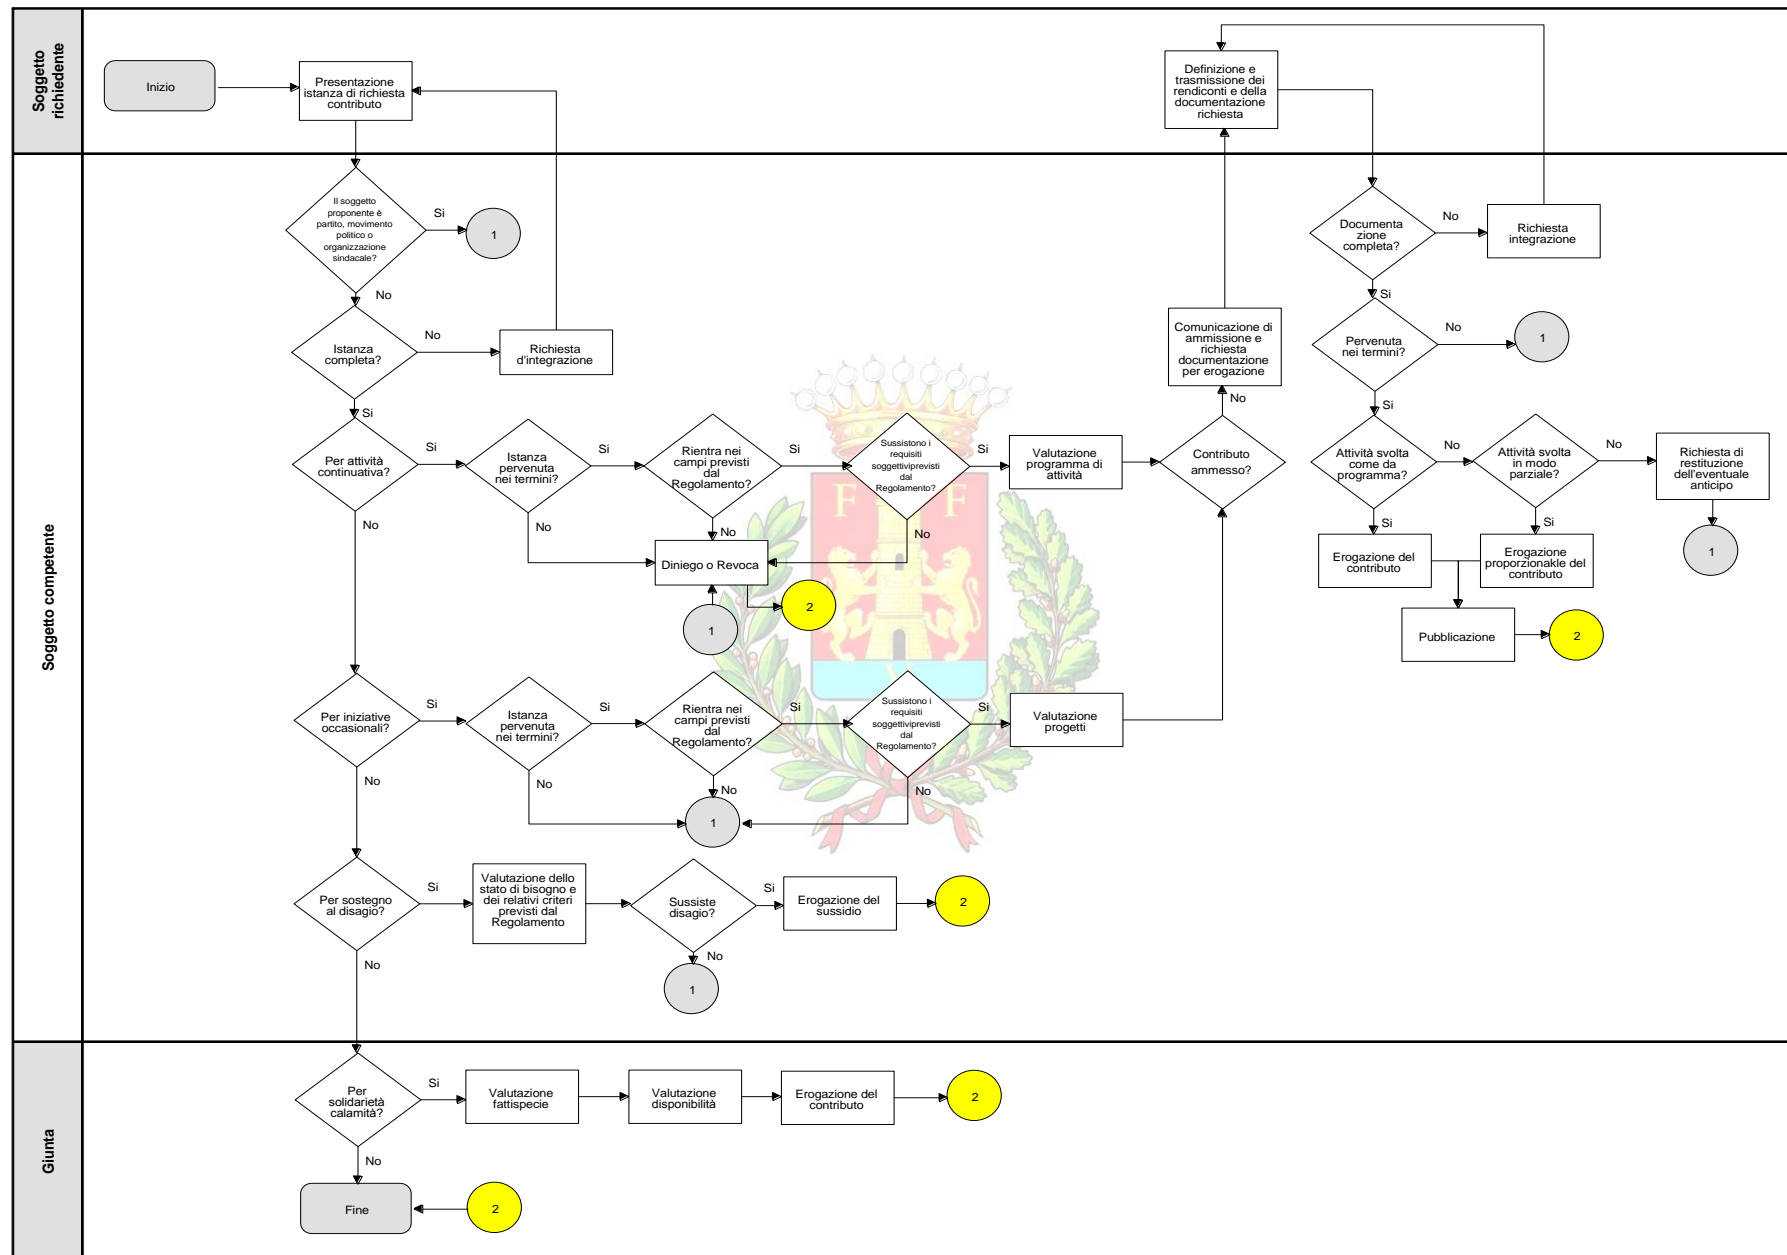 Soggetto
richiedente
Inizio
Presentazione
istanza di richiesta
contributo
Definizione e
trasmissione dei
rendiconti e della
documentazione
richiesta
Soggetto competente
Il soggetto
proponente è
partito, movimento
politico o
organizzazione
sindacale?
Si
1
No
Istanza
completa?
No
Richiesta
d'integrazione
Si
Per attività
continuativa?
Si
Istanza
pervenuta
nei termini?
Si
Rientra nei
campi previsti
dal
Regolamento?
Si
Sussistono i
requisiti
soggettiviprevisti
dal
Regolamento?
Si
Valutazione
programma di
attività
Contributo
ammesso?
No
Comunicazione di
ammissione e
richiesta
documentazione
per erogazione
No
No
No
No
Diniego o Revoca
1
2
F F
V
Documenta
zione
completa?
No
Richiesta
integrazione
Si
Pervenuta
nei termini?
No
1
Si
Attività svolta
come da
programma?
No
Attività svolta
in modo
parziale?
No
Richiesta di
restituzione
dell'eventuale
anticipo
1
Si
Si
Erogazione del
contributo
Erogazione
proporzionakle del
contributo
Pubblicazione
2
Per iniziative
occasionali?
Si
Istanza
pervenuta
nei termini?
Si
Rientra nei
campi previsti
dal
Regolamento?
Si
Sussistono i
requisiti
soggettiviprevisti
dal
Regolamento?
Si
Valutazione
progetti
No
No
No
No
1
Per sostegno
al disagio?
Si
Valutazione dello
stato di bisogno e
dei relativi criteri
previsti dal
Regolamento
Sussiste
disagio?
Si
Erogazione del
sussidio
2
No
No
1
Giunta
Per
solidarietà
calamità?
Si
Valutazione
fattispecie
Valutazione
disponibilità
Erogazione del
contributo
2
No
Fine
2